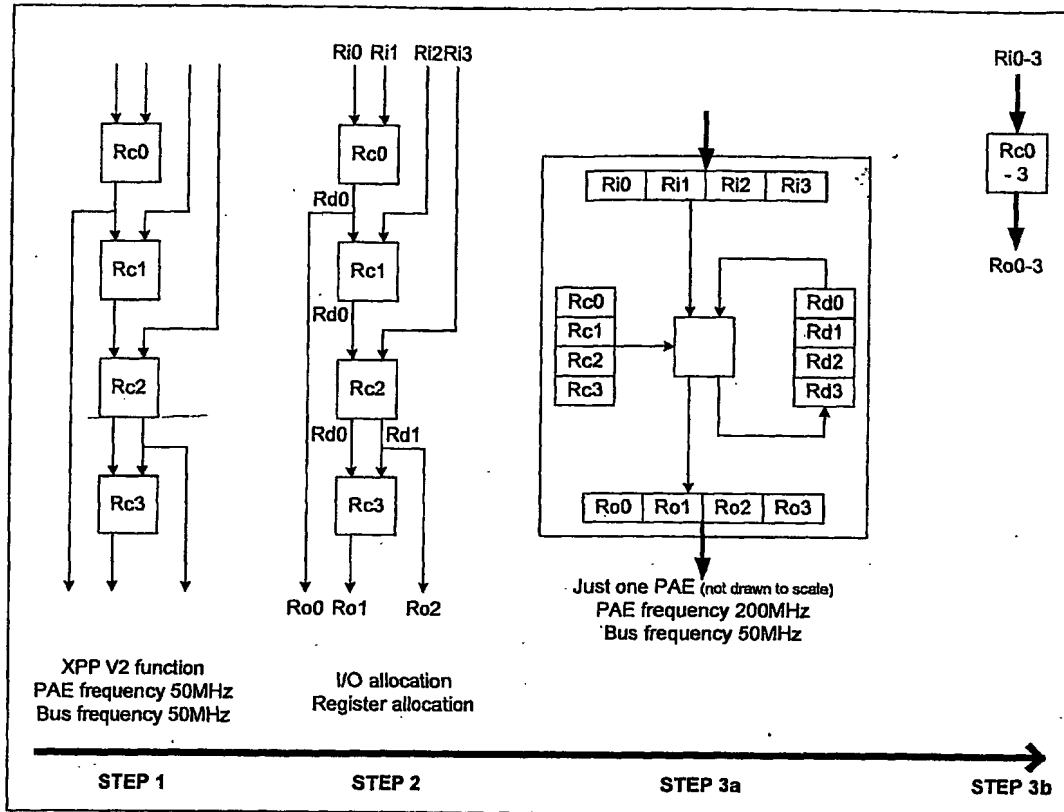 Rc0
Rc1
Rc2
Rc3
XPP V2 function
PAE frequency 50MHz
Bus frequency 50MHz
Ri0 Ri1 Ri2 Ri3
Rc0
Rd0
Rc1
Rd0
Rc2
Rd0 Rd1
Rc3
Ro0 Ro1 Ro2
I/O allocation
Register allocation
Ri0 Ri1 Ri2 Ri3
Rc0
Rc1
Rc2
Rc3
Rd0
Rd1
Rd2
Rd3
Ro0 Ro1 Ro2 Ro3
Just one PAE (not drawn to scale)
PAE frequency 200MHz
Bus frequency 50MHz
Ri0-3
Rc0
- 3
Ro0-3
STEP 1 STEP 2 STEP 3a STEP 3b